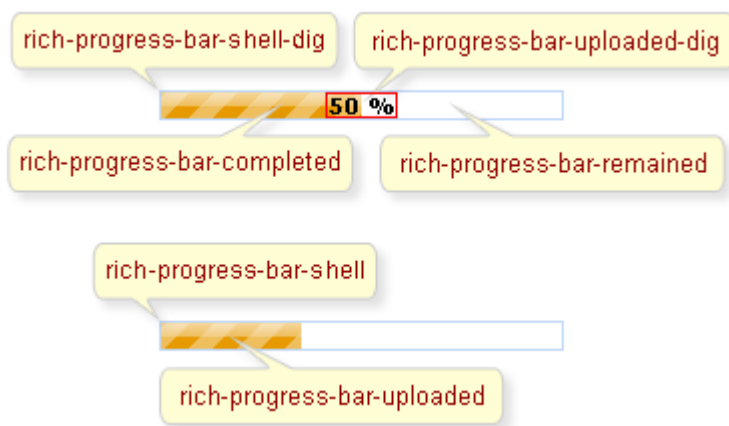 rich-progress-bar-shell-dig
rich-progress-bar-uploaded-dig
50 %
rich-progress-bar-completed
rich-progress-bar-remained
rich-progress-bar-shell
rich-progress-bar-uploaded